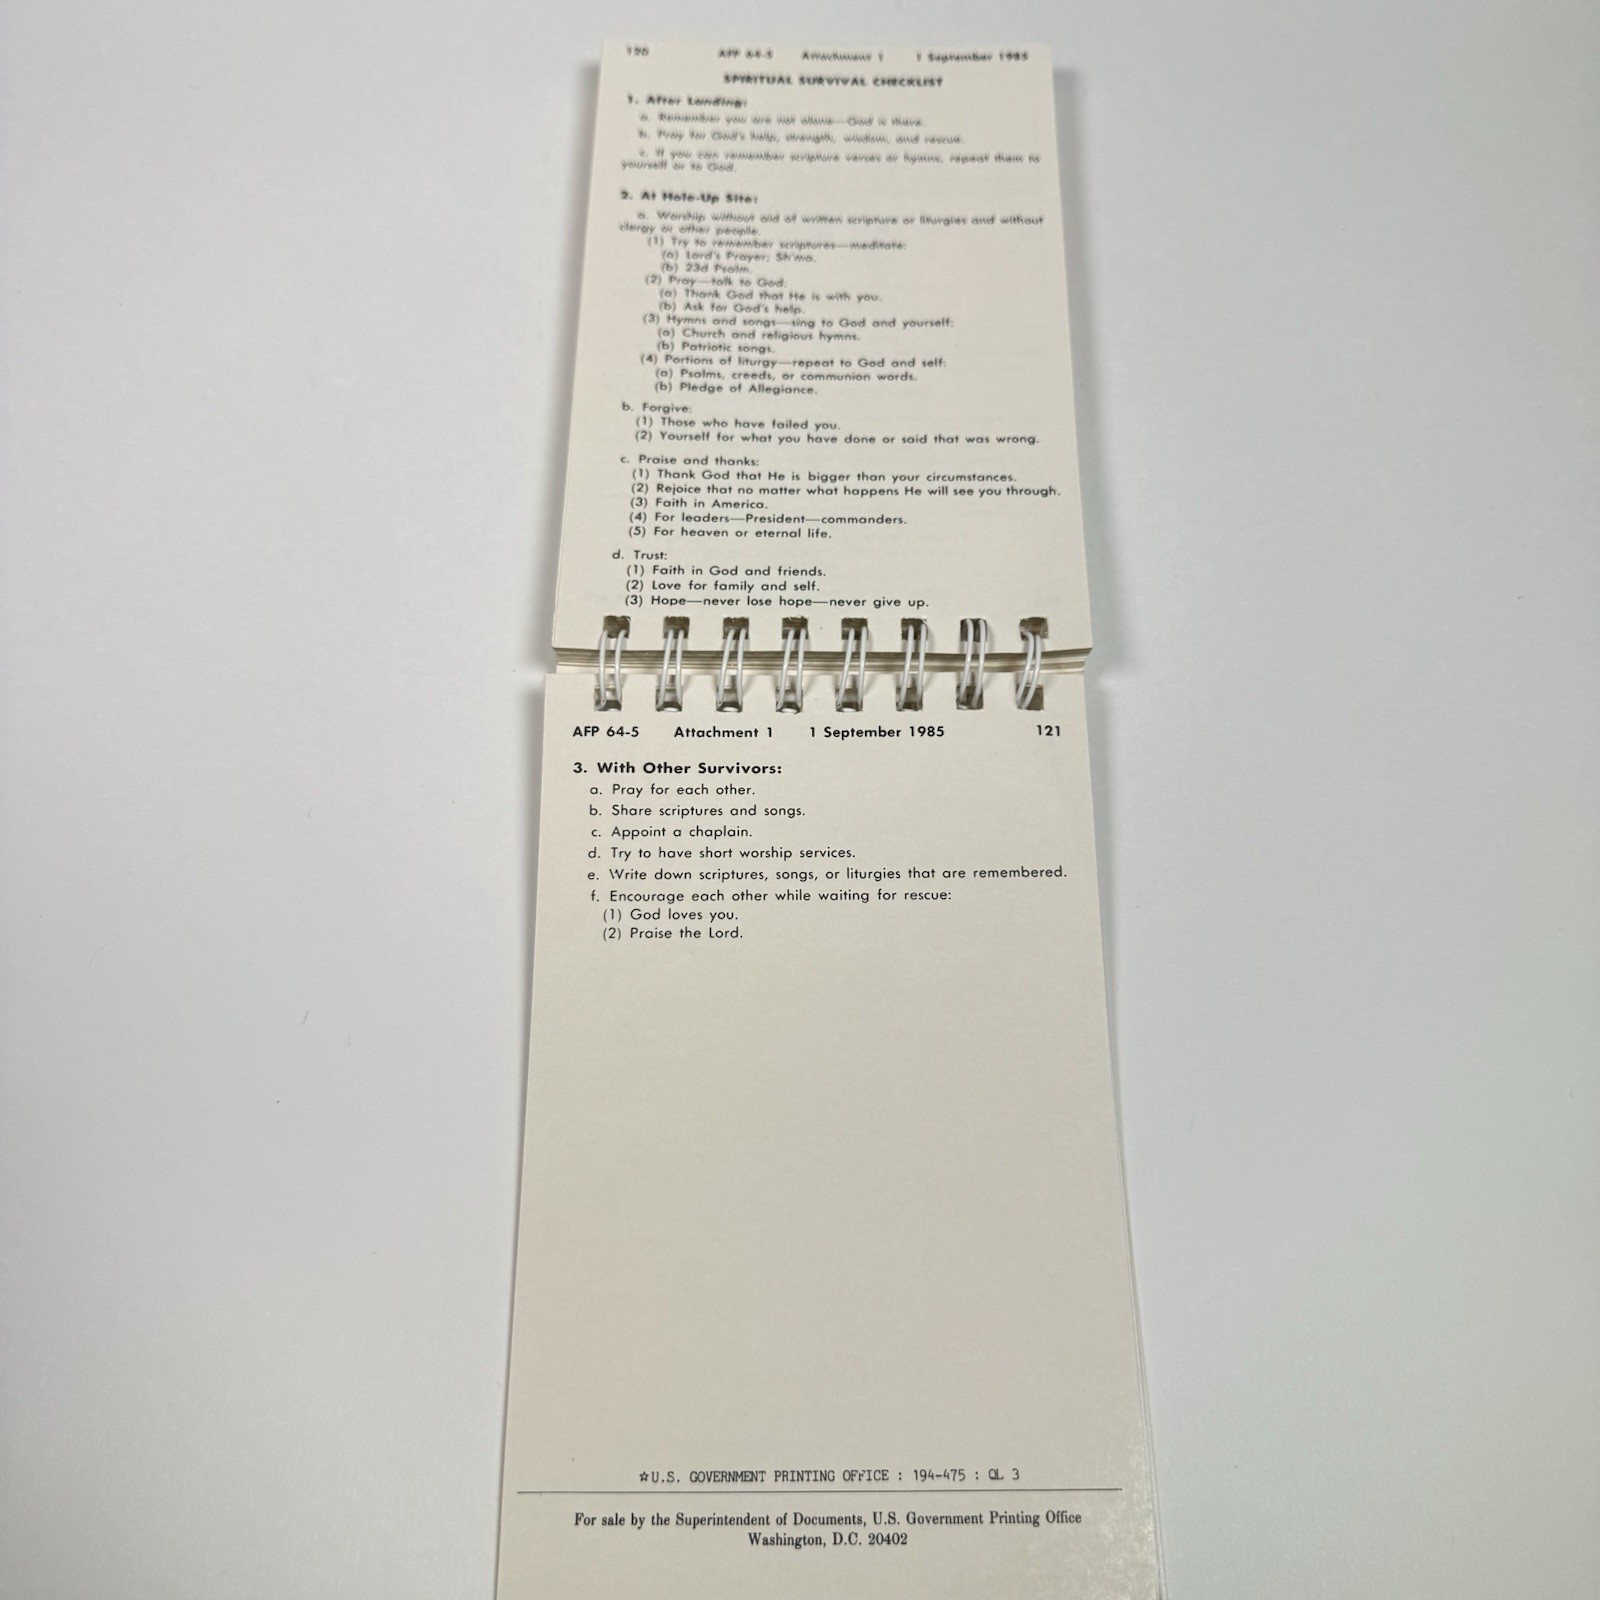 120 AFP 64-5 Attachment 1 1 September 1985
SPIRITUAL SURVIVAL CHECKLIST
1. After Landing:
a. Remember you are not alone—God is there.
b. Pray for God's help, strength, wisdom, and rescue.
c. If you can remember scripture verses or hymns, repeat them to
yourself or to God.
2. At Hole-Up Site:
a. Worship without aid of written scripture or liturgies and without
clergy or other people.
(1) Try to remember scriptures—meditate:
(a) Lord's Prayer; Sh'ma.
(b) 23d Psalm.
(2) Pray—talk to God:
(a) Thank God that He is with you.
(b) Ask for God's help.
(3) Hymns and songs—sing to God and yourself:
(a) Church and religious hymns.
(b) Patriotic songs.
(4) Portions of liturgy—repeat to God and self:
(a) Psalms, creeds, or communion words.
(b) Pledge of Allegiance.
b. Forgive:
(1) Those who have failed you.
(2) Yourself for what you have done or said that was wrong.
c. Praise and thanks:
(1) Thank God that He is bigger than your circumstances.
(2) Rejoice that no matter what happens He will see you through.
(3) Faith in America.
(4) For leaders—President—commanders.
(5) For heaven or eternal life.
d. Trust:
(1) Faith in God and friends.
(2) Love for family and self.
(3) Hope—never lose hope—never give up.
AFP 64-5 Attachment 1 1 September 1985 121
3. With Other Survivors:
a. Pray for each other.
b. Share scriptures and songs.
c. Appoint a chaplain.
d. Try to have short worship services.
e. Write down scriptures, songs, or liturgies that are remembered.
f. Encourage each other while waiting for rescue:
(1) God loves you.
(2) Praise the Lord.
☆U.S. GOVERNMENT PRINTING OFFICE : 194-475 : QL 3
For sale by the Superintendent of Documents, U.S. Government Printing Office
Washington, D.C. 20402